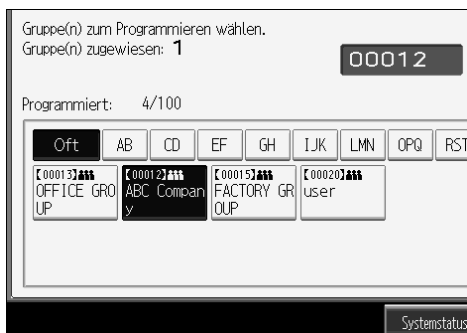 Gruppe(n) zum Programmieren wählen.
Gruppe(n) zugewiesen: 1
00012
Programmiert: 4/100
Oft AB CD EF GH IJK LMN OPQ RST
【00013】 【00012】 【00015】 【00020】
OFFICE GRO ABC Compan FACTORY GR user
UP y OUP
Systemstatus